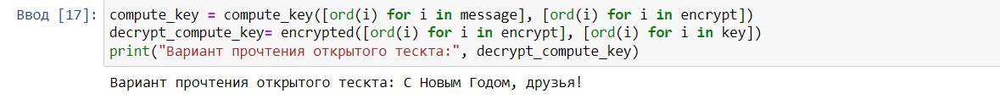 Ввод [17]: compute_key = compute_key([ord(i) for i in message], [ord(i) for i in encrypt])
decrypt_compute_key= encrypted([ord(i) for i in encrypt], [ord(i) for i in key])
print("Вариант прочтения открытого тескта:", decrypt_compute_key)
Вариант прочтения открытого тескта: С Новым Годом, друзья!